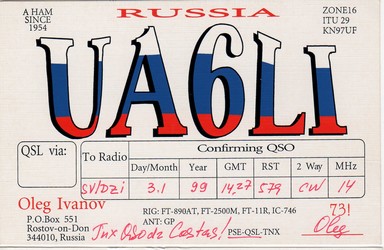 A HAM
SINCE
1954
RUSSIA
ZONE16
ITU 29
KN97UF
UA6LI
QSL via:
Confirming QSO
To Radio Day/Month Year GMT RST 2 Way MHz
SV/DZi 3.1 99 14,27 579 CW 14
Oleg Ivanov
P.O.Box 551
Rostov-on-Don
344010, Russia
RIG: FT-890AT, FT-2500M, FT-11R, IC-746
ANT: GP
PSE-QSL-TNX
73!
Tnx QSO de Costas!
Oleg